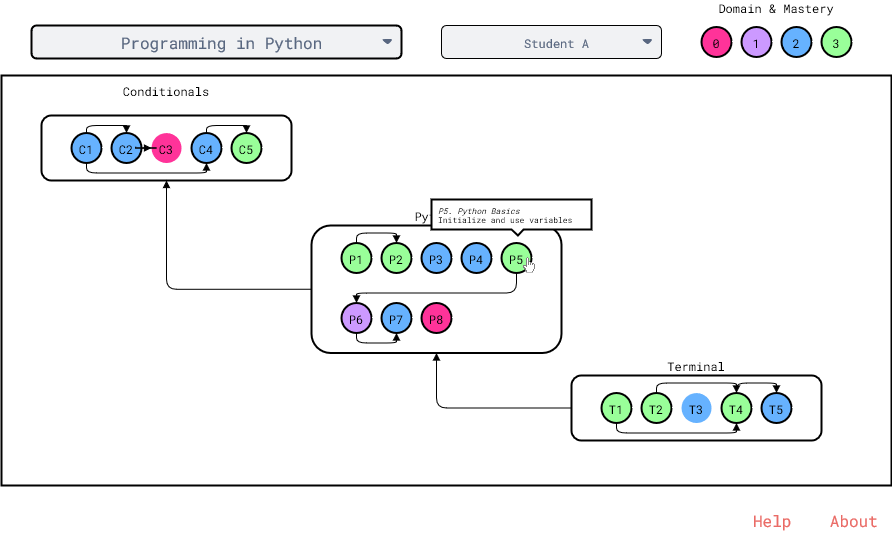 Domain & Mastery
Programming in Python
Student A
0 1 2 3
Conditionals
C1 C2 C3 C4 C5
P5. Python Basics
Initialize and use variables
P1 P2 P3 P4 P5
P6 P7 P8
Terminal
T1 T2 T3 T4 T5
Help About